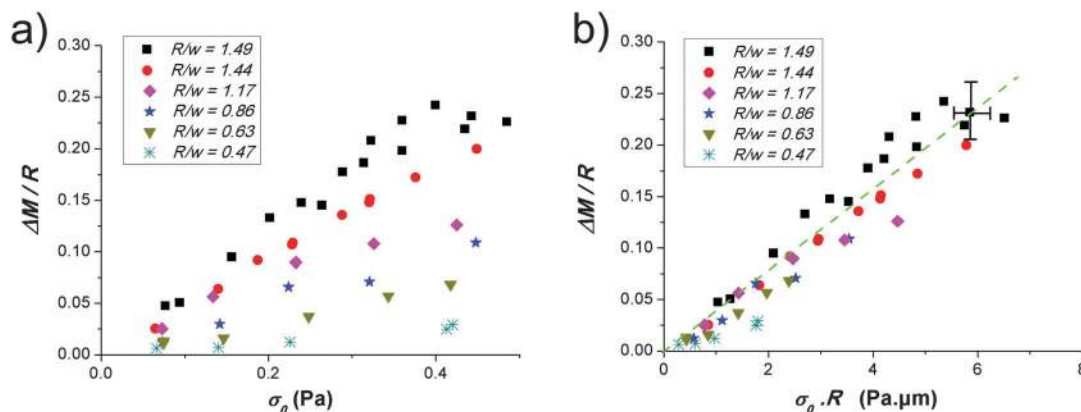 a)
0.30
0.25
0.20
0.15
0.10
0.05
0.00
ΔM / R
R/w = 1.49
R/w = 1.44
R/w = 1.17
R/w = 0.86
R/w = 0.63
R/w = 0.47
0.0 0.2 0.4
σ₀ (Pa)
b)
0.30
0.25
0.20
0.15
0.10
0.05
0.00
ΔM / R
R/w = 1.49
R/w = 1.44
R/w = 1.17
R/w = 0.86
R/w = 0.63
R/w = 0.47
0 2 4 6 8
σ₀ .R (Pa.µm)